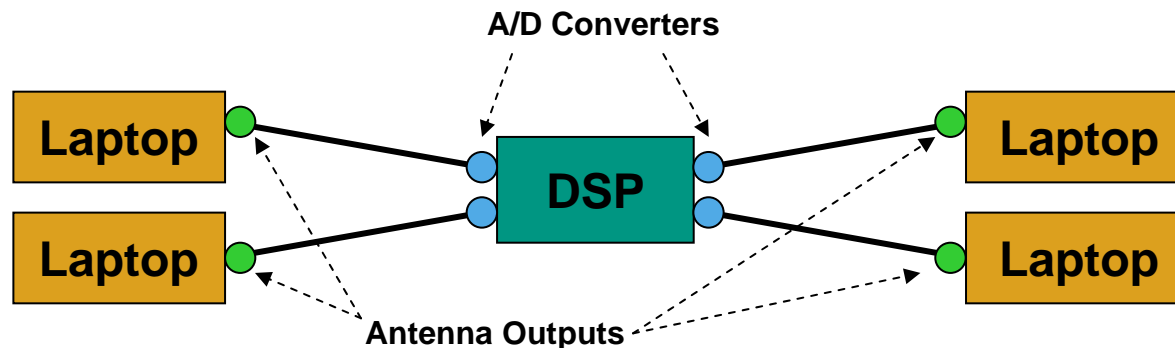 A/D Converters
Laptop
Laptop
DSP
Laptop
Laptop
Antenna Outputs